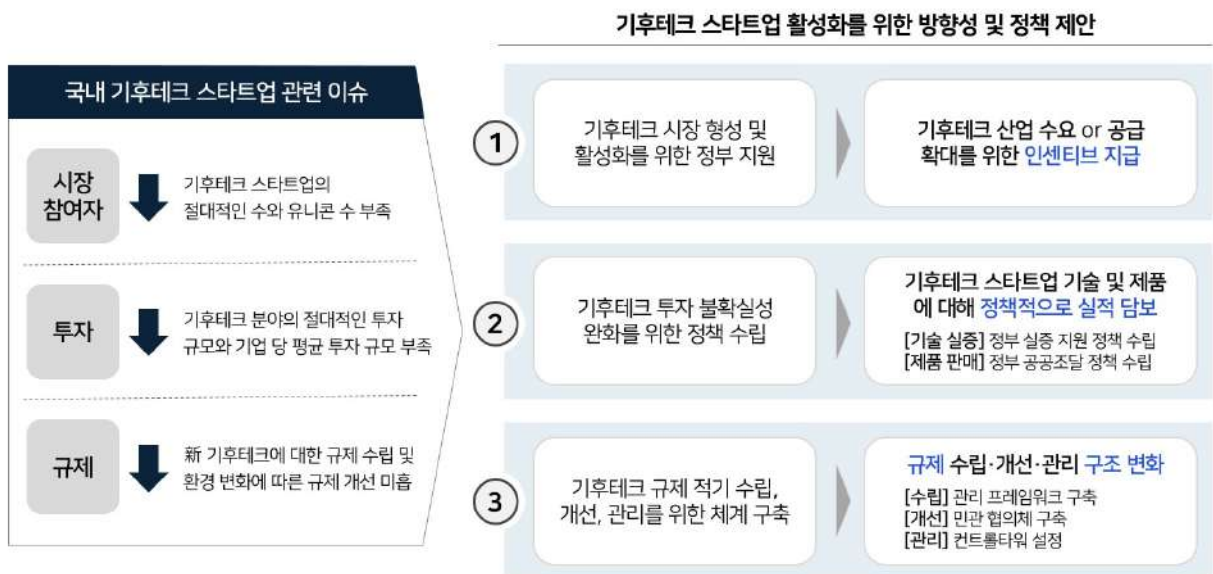 기후테크 스타트업 활성화를 위한 방향성 및 정책 제안
국내 기후테크 스타트업 관련 이슈
시장
참여자
기후테크 스타트업의
절대적인 수와 유니콘 수 부족
투자
기후테크 분야의 절대적인 투자
규모와 기업 당 평균 투자 규모 부족
규제
新 기후테크에 대한 규제 수립 및
환경 변화에 따른 규제 개선 미흡
1
기후테크 시장 형성 및
활성화를 위한 정부 지원
기후테크 산업 수요 or 공급
확대를 위한 인센티브 지급
2
기후테크 투자 불확실성
완화를 위한 정책 수립
기후테크 스타트업 기술 및 제품
에 대해 정책적으로 실적 담보
[기술 실증] 정부 실증 지원 정책 수립
[제품 판매] 정부 공공조달 정책 수립
3
기후테크 규제 적기 수립,
개선, 관리를 위한 체계 구축
규제 수립·개선·관리 구조 변화
[수립] 관리 프레임워크 구축
[개선] 민관 협의체 구축
[관리] 컨트롤타워 설정